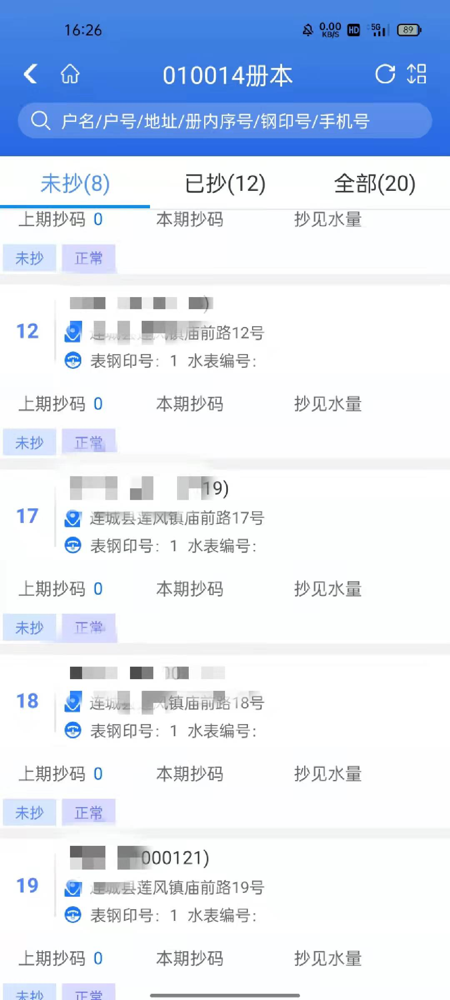 16:26 0.00 KB/S HD 5G 89
010014册本
户名/户号/地址/册内序号/钢印号/手机号
未抄(8) 已抄(12) 全部(20)
上期抄码 0 本期抄码 抄见水量
未抄 正常
)
12 连城县莲风镇庙前路12号
表钢印号: 1 水表编号:
上期抄码 0 本期抄码 抄见水量
未抄 正常
19)
17 连城县莲风镇庙前路17号
表钢印号: 1 水表编号:
上期抄码 0 本期抄码 抄见水量
未抄 正常
18 连城县莲风镇庙前路18号
表钢印号: 1 水表编号:
上期抄码 0 本期抄码 抄见水量
未抄 正常
000121)
19 连城县莲风镇庙前路19号
表钢印号: 1 水表编号:
上期抄码 0 本期抄码 抄见水量
未抄 正常